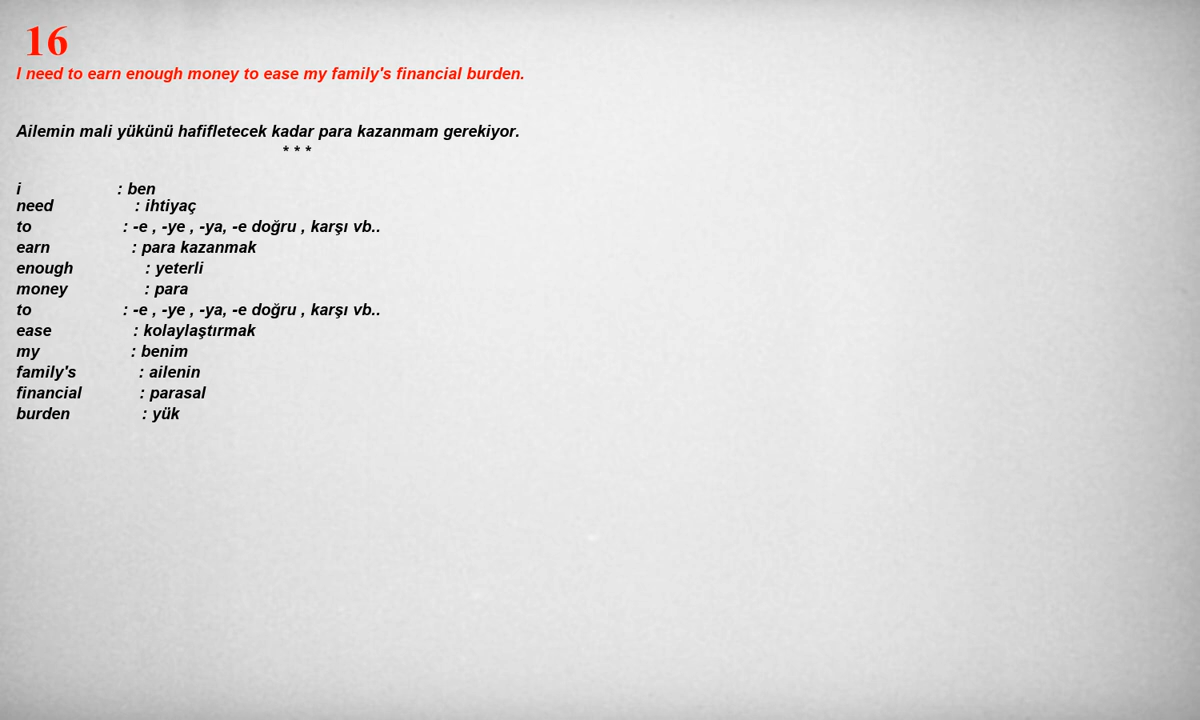 16
I need to earn enough money to ease my family's financial burden.
Ailemin mali yükünü hafifletecek kadar para kazanmam gerekiyor.
* * *
i : ben
need : ihtiyaç
to : -e , -ye , -ya, -e doğru , karşı vb..
earn : para kazanmak
enough : yeterli
money : para
to : -e , -ye , -ya, -e doğru , karşı vb..
ease : kolaylaştırmak
my : benim
family's : ailenin
financial : parasal
burden : yük